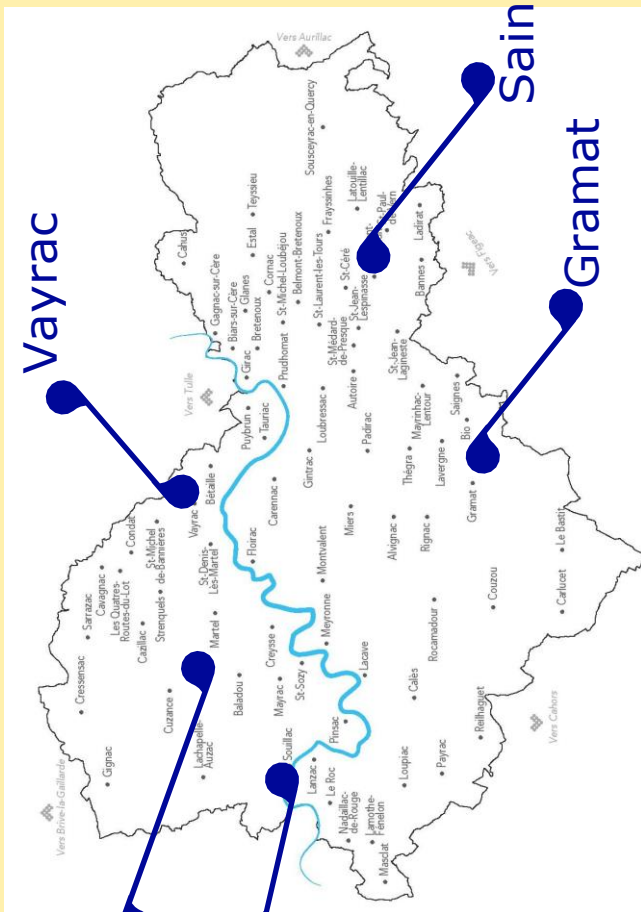 Vayrac
Sain
Gramat
Vers Brive-la-Gaillarde
Vers Tulle
Vers Aurillac
Vers Figeac
Vers Cahors
Cressensac
Sarrazac
Cavagnac
Gignac
Les Quatres-
Routes-du-Lot
Condat
Cazillac
St-Michel
de-Bannières
Strenquels
Cuzance
Vayrac
Bétaille
St-Denis-
Lès-Martel
Martel
Lachapelle-
Auzac
Baladou
Floirac
Puybrun
Tauriac
Girac
Biars-sur-Cère
Gagnac-sur-Cère
Cahus
Glanes
Bretenoux
Estal
Teyssieu
Cornac
St-Michel-Loubéjou
Prudhomat
Belmont-Bretenoux
Creysse
Mayrac
St-Sozy
Carennac
Gintrac
Loubressac
St-Laurent-les-Tours
Frayssinhes
Sousceyrac-en-Quercy
Souillac
Lanzac
Le Roc
Pinsac
Meyronne
Montvalent
Miers
Autoire
St-Médard-
de-Presque
St-Jean-
Lespinasse
St-Céré
Latouille-
Lentillac
Nadaillac-
de-Rouge
Lamothe-
Fénelon
Masclat
Lacave
Padirac
Loupiac
Calès
Alvignac
Thégra
St-Jean-
Lagineste
Bannes
Ladirat
Mayrinhac-
Lentour
Payrac
Rocamadour
Rignac
Lavergne
Saignes
Bio
Gramat
Reilhaguet
Couzou
Carlucet
Le Bastit